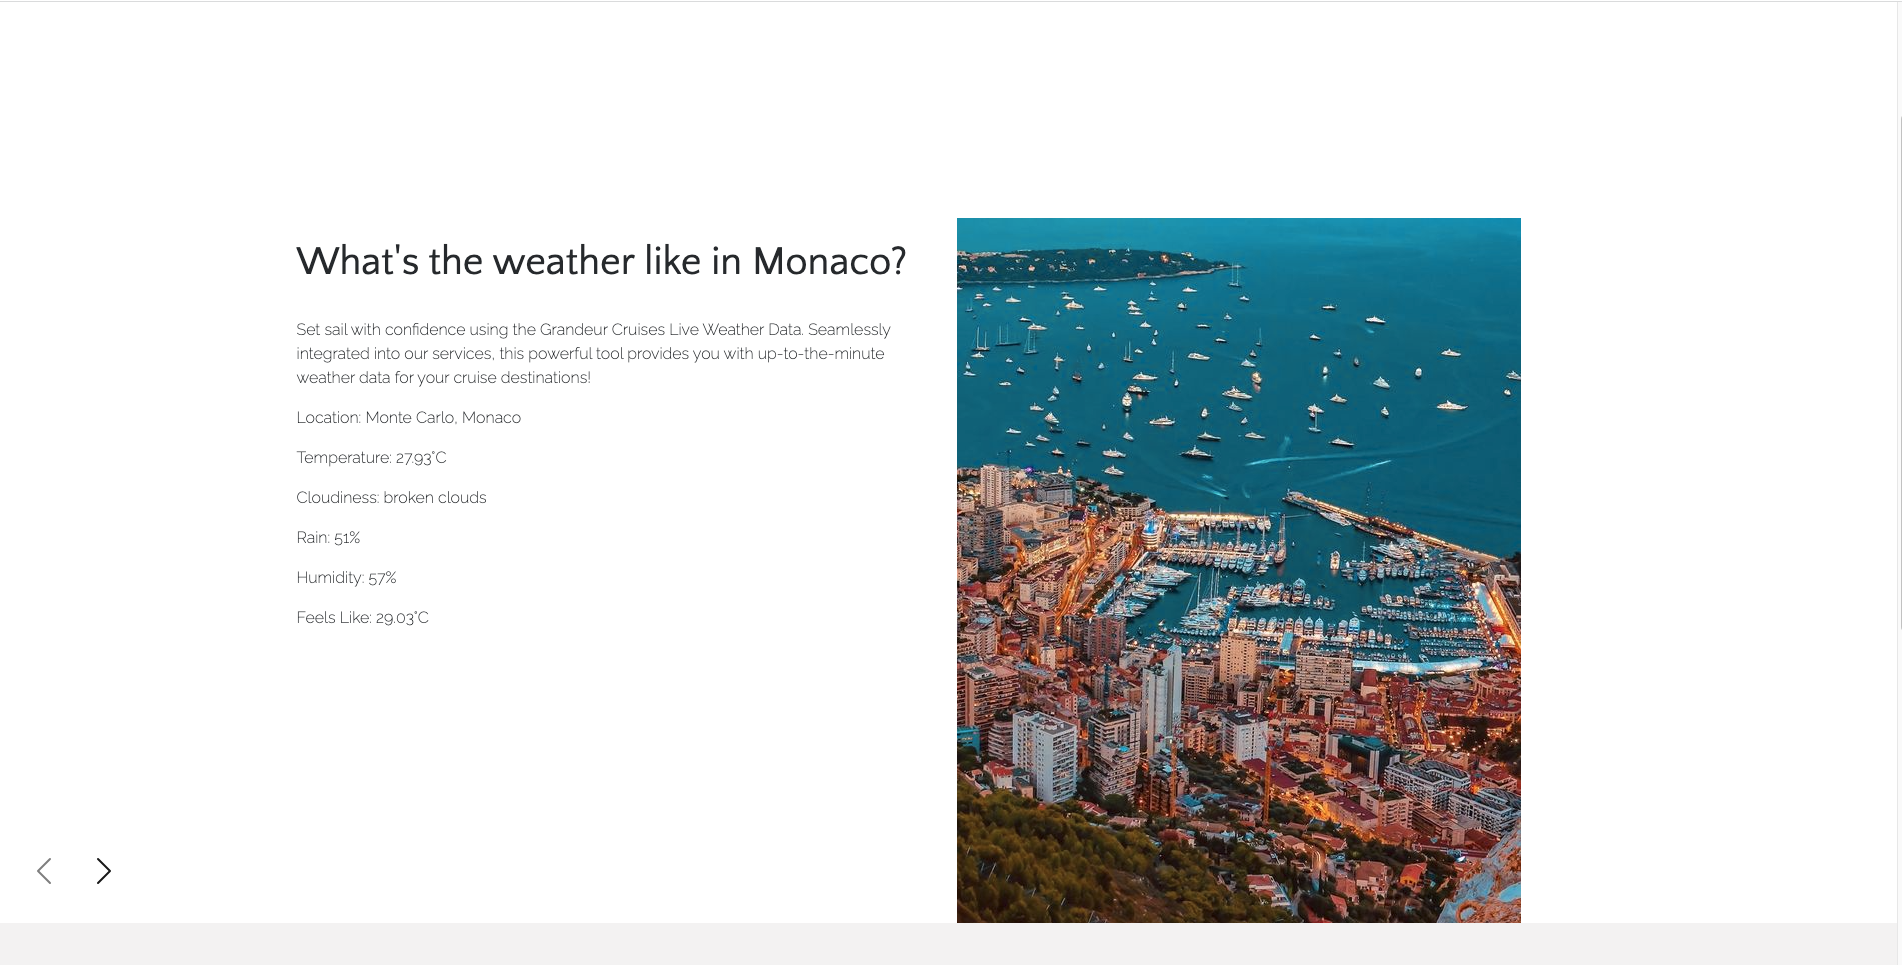 What's the weather like in Monaco?
Set sail with confidence using the Grandeur Cruises Live Weather Data. Seamlessly
integrated into our services, this powerful tool provides you with up-to-the-minute
weather data for your cruise destinations!
Location: Monte Carlo, Monaco
Temperature: 27.93°C
Cloudiness: broken clouds
Rain: 51%
Humidity: 57%
Feels Like: 29.03°C